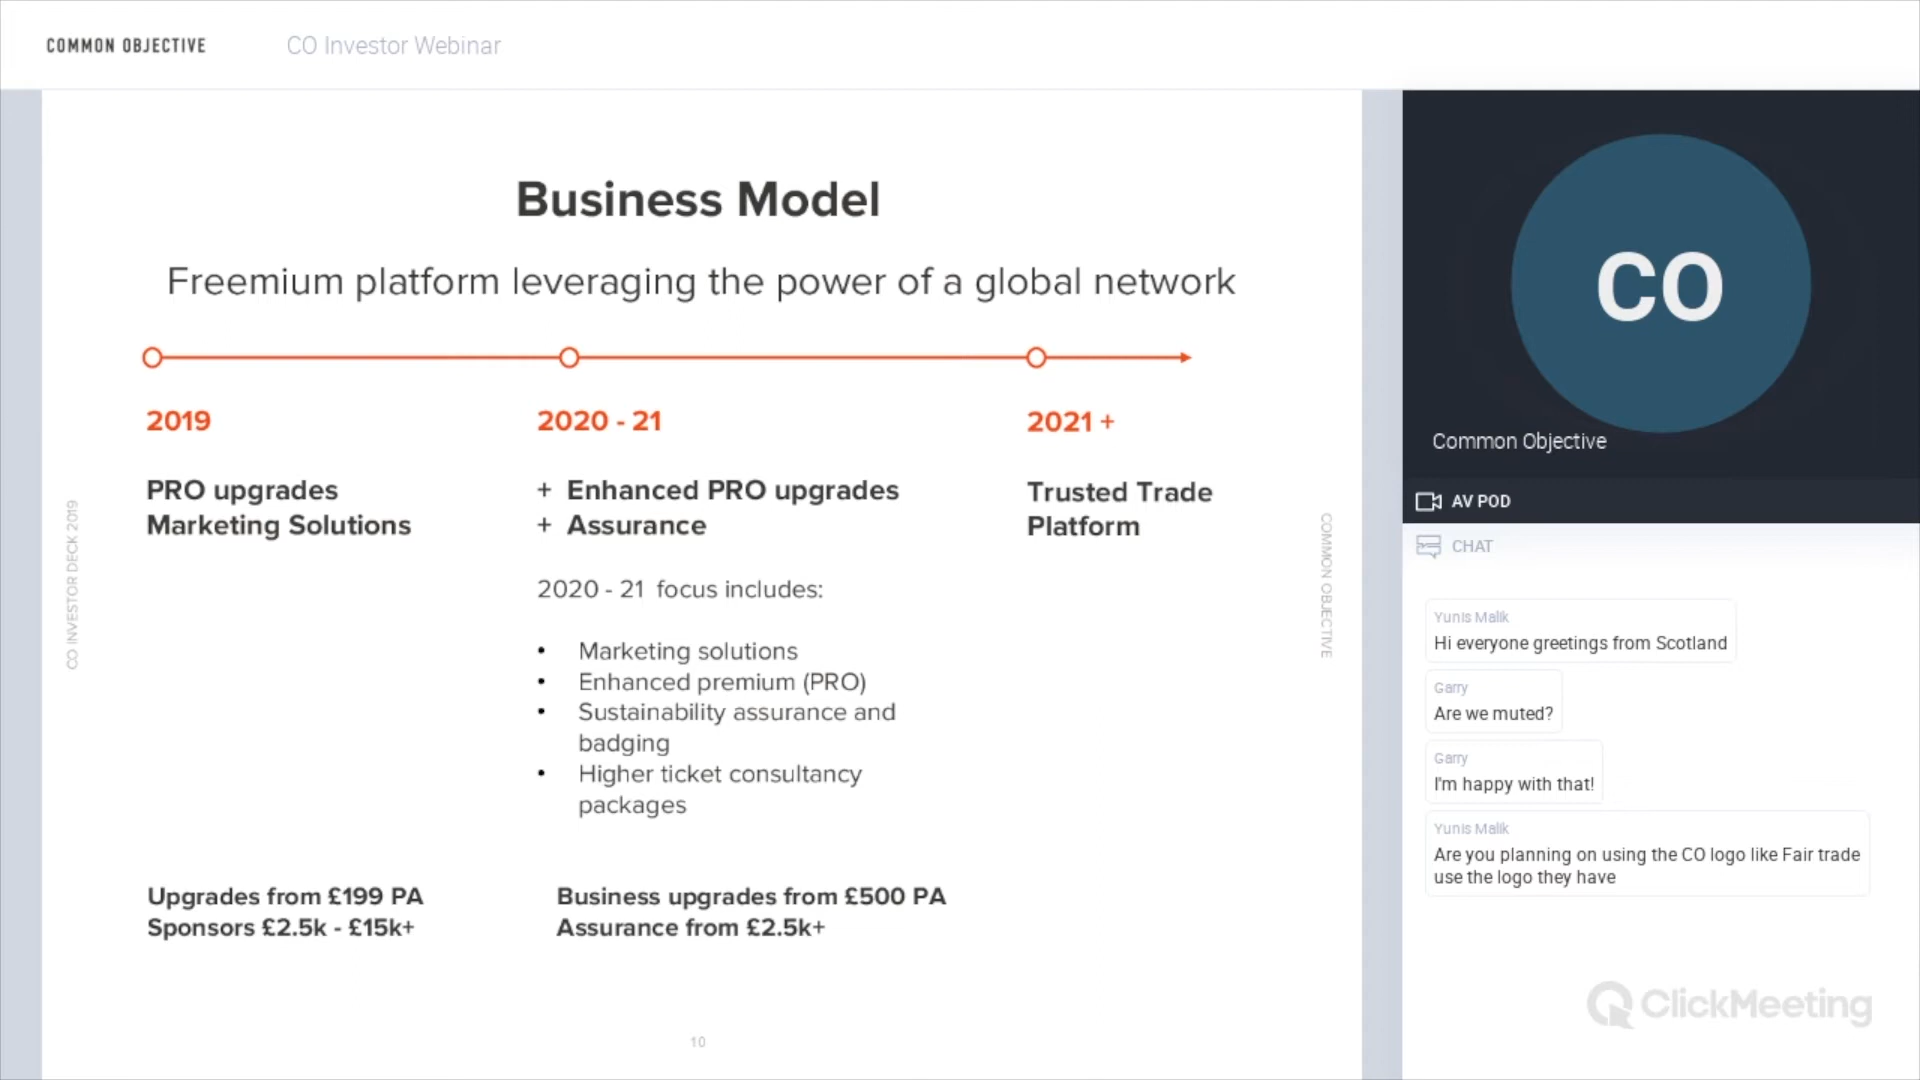 COMMON OBJECTIVE
CO Investor Webinar
Business Model
Freemium platform leveraging the power of a global network
2019
PRO upgrades
Marketing Solutions
Upgrades from £199 PA
Sponsors £2.5k - £15k+
2020 - 21
+ Enhanced PRO upgrades
+ Assurance
2020 - 21 focus includes:
• Marketing solutions
• Enhanced premium (PRO)
• Sustainability assurance and
badging
• Higher ticket consultancy
packages
Business upgrades from £500 PA
Assurance from £2.5k+
2021 +
Trusted Trade
Platform
CO INVESTOR DECK 2019
COMMON OBJECTIVE
10
CO
Common Objective
AV POD
CHAT
Yunis Malik
Hi everyone greetings from Scotland
Garry
Are we muted?
Garry
I'm happy with that!
Yunis Malik
Are you planning on using the CO logo like Fair trade
use the logo they have
ClickMeeting